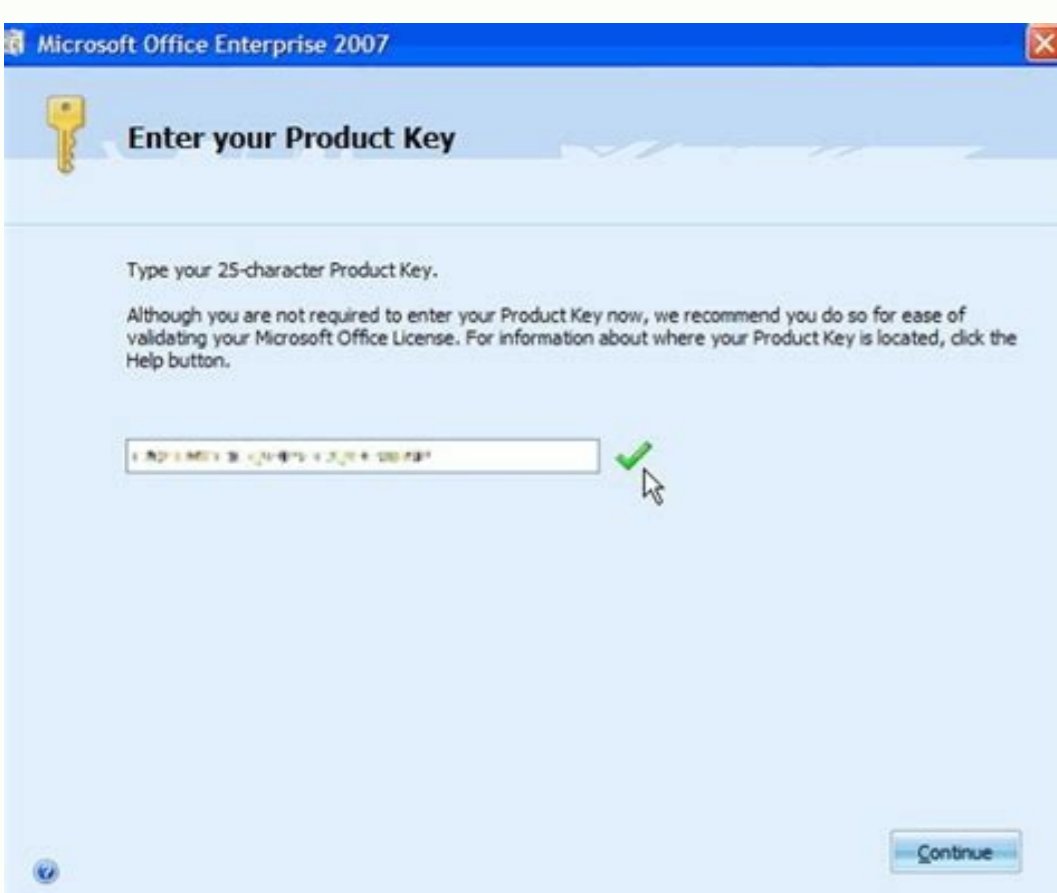 Microsoft Office Enterprise 2007
Enter your Product Key
Type your 25-character Product Key.
Although you are not required to enter your Product Key now, we recommend you do so for ease of
validating your Microsoft Office License. For information about where your Product Key is located, click the
Help button.
Continue